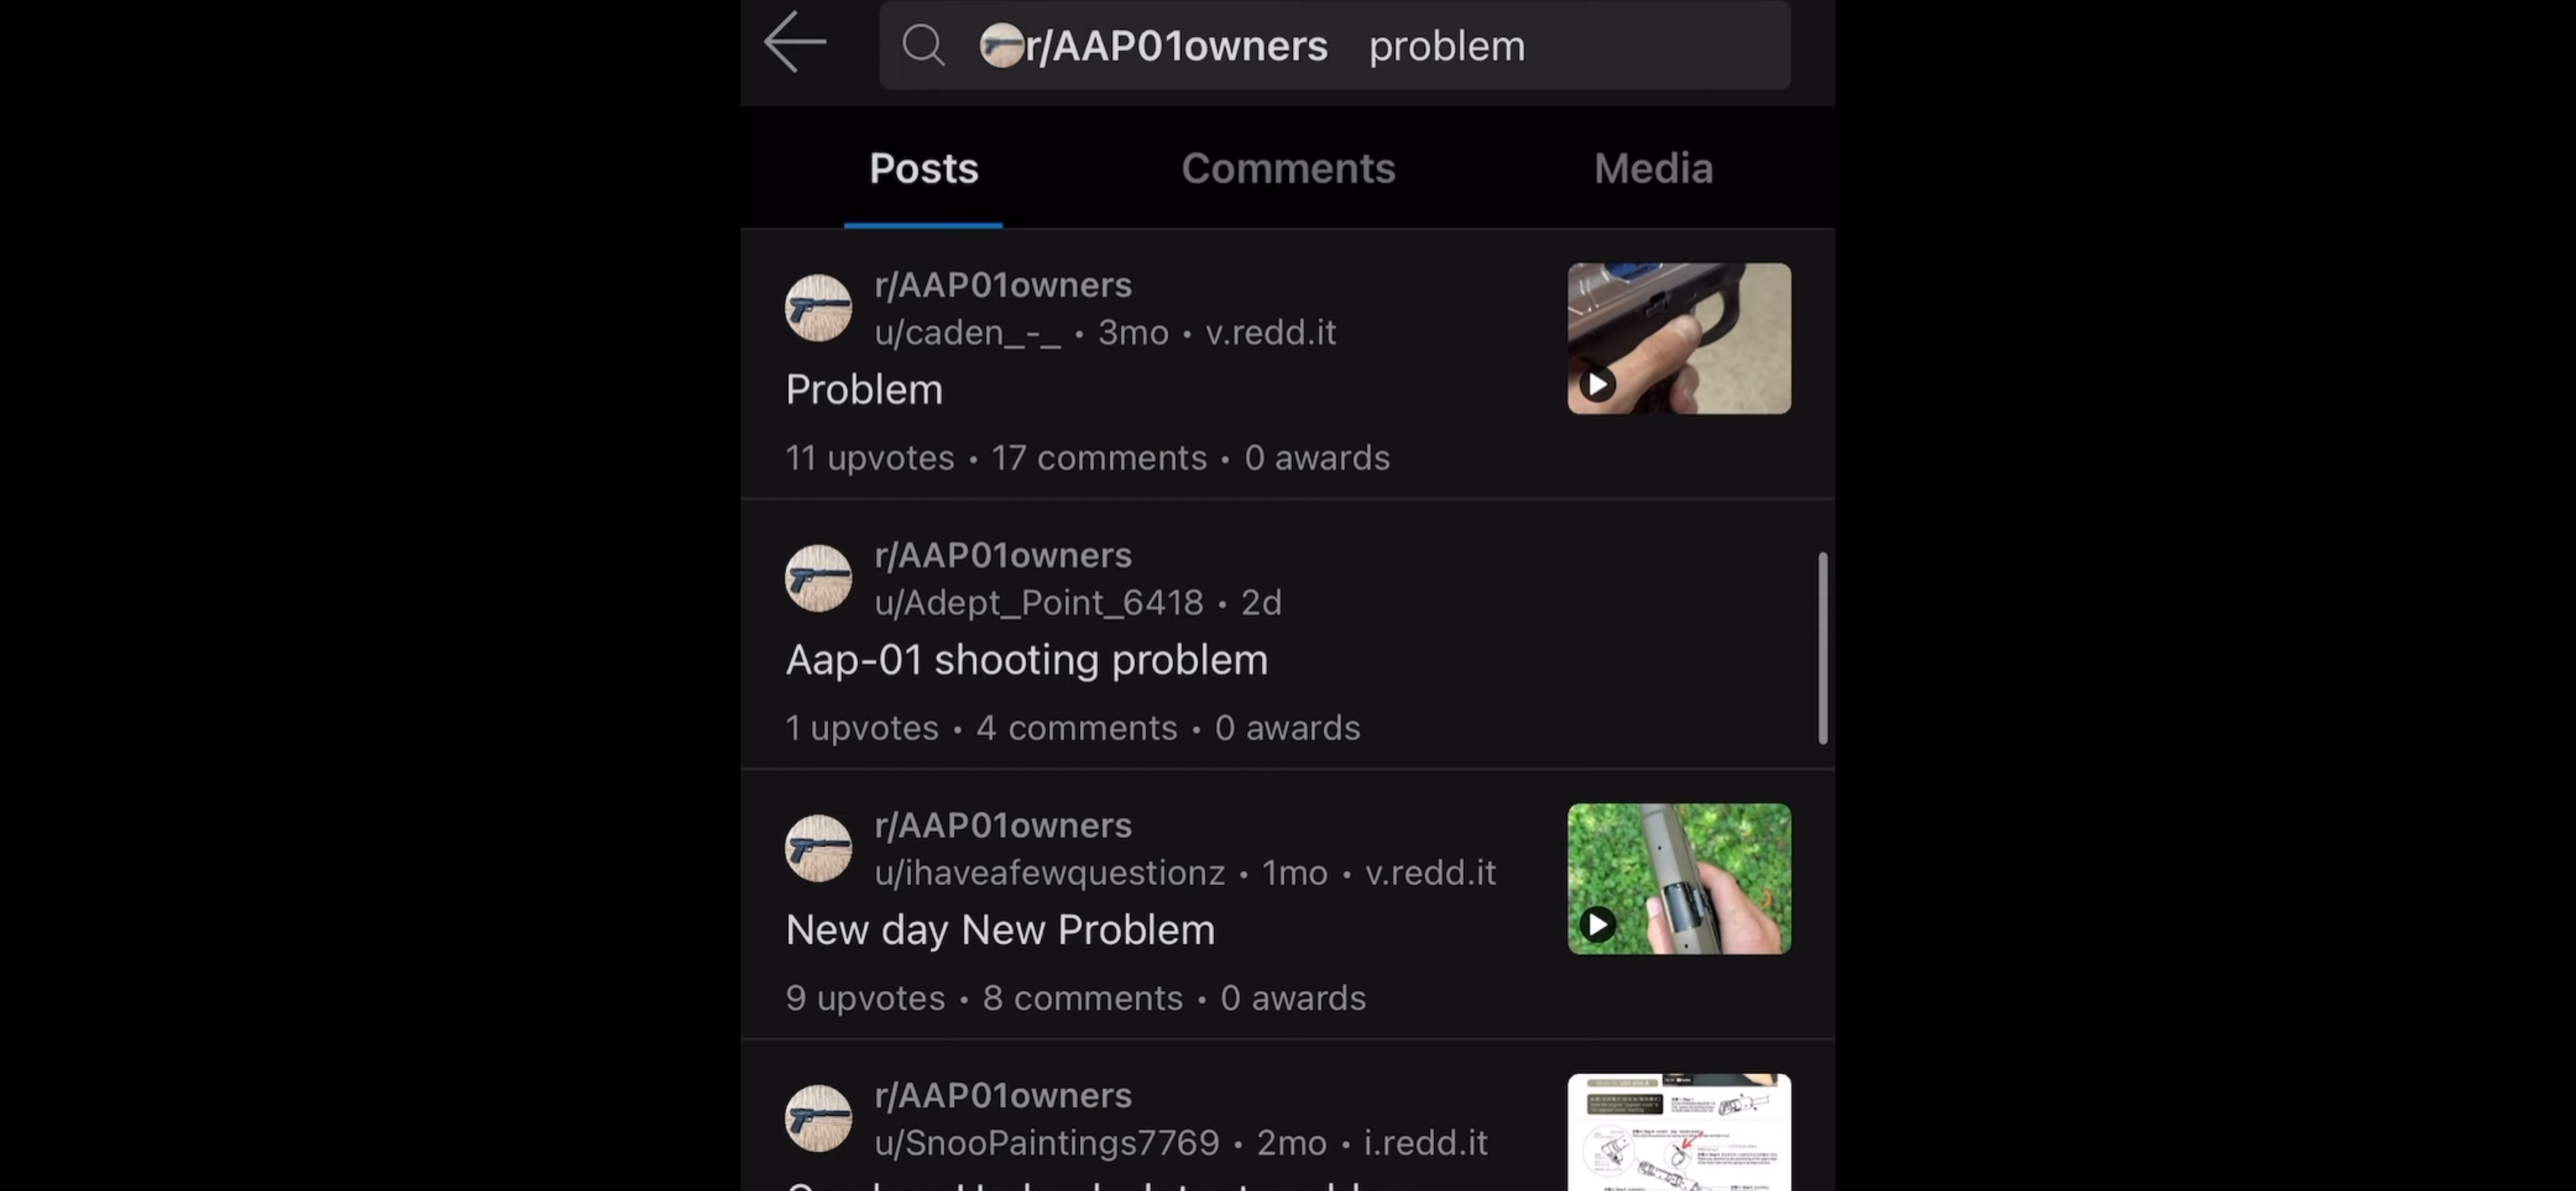 r/AAP01owners problem
Posts Comments Media
r/AAP01owners
u/caden_-_ • 3mo • v.redd.it
Problem
11 upvotes • 17 comments • 0 awards
r/AAP01owners
u/Adept_Point_6418 • 2d
Aap-01 shooting problem
1 upvotes • 4 comments • 0 awards
r/AAP01owners
u/ihaveafewquestionz • 1mo • v.redd.it
New day New Problem
9 upvotes • 8 comments • 0 awards
r/AAP01owners
u/SnooPaintings7769 • 2mo • i.redd.it